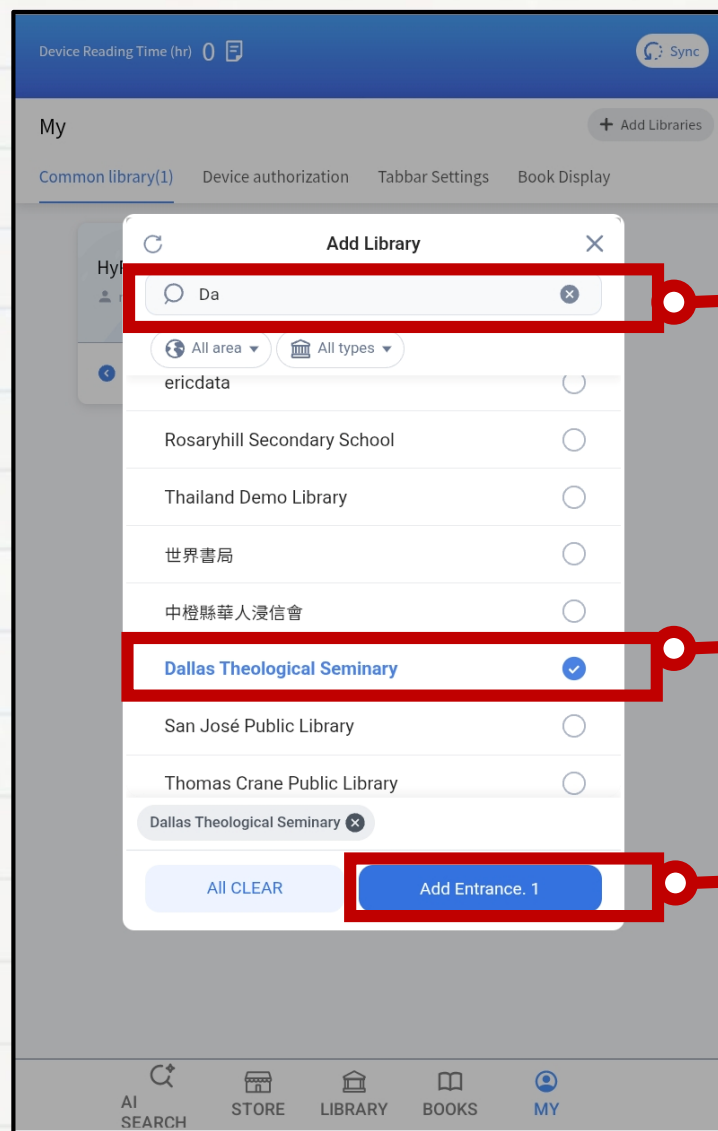 Device Reading Time (hr) 0
Sync
My
+ Add Libraries
Common library(1) Device authorization Tabbar Settings Book Display
Add Library
Da
All area
All types
ericdata
Rosaryhill Secondary School
Thailand Demo Library
世界書局
中橙縣華人浸信會
Dallas Theological Seminary
San José Public Library
Thomas Crane Public Library
Dallas Theological Seminary
All CLEAR
Add Entrance. 1
AI SEARCH
STORE
LIBRARY
BOOKS
MY